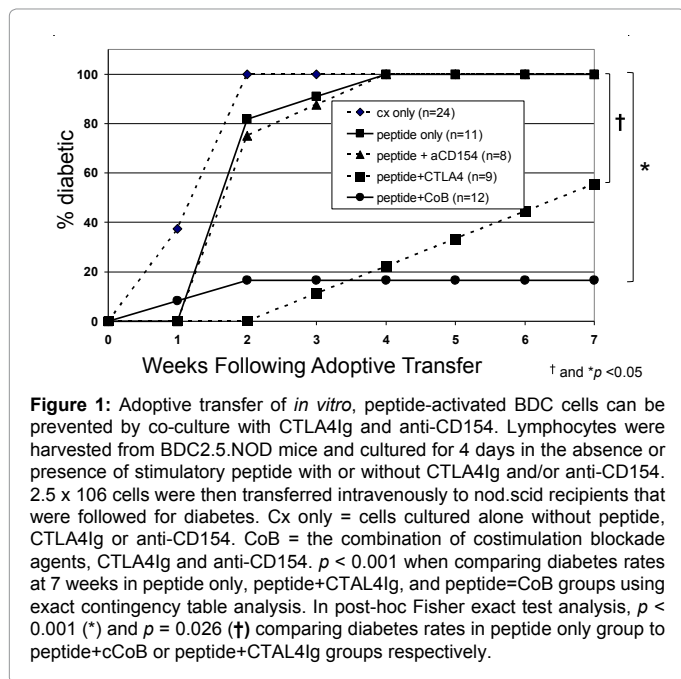 100
80
60
40
20
0
% diabetic
cx only (n=24)
peptide only (n=11)
peptide + aCD154 (n=8)
peptide+CTLA4 (n=9)
peptide+CoB (n=12)
†
*
0 1 2 3 4 5 6 7
Weeks Following Adoptive Transfer
† and *p <0.05
Figure 1: Adoptive transfer of in vitro, peptide-activated BDC cells can be
prevented by co-culture with CTLA4Ig and anti-CD154. Lymphocytes were
harvested from BDC2.5.NOD mice and cultured for 4 days in the absence or
presence of stimulatory peptide with or without CTLA4Ig and/or anti-CD154.
2.5 x 106 cells were then transferred intravenously to nod.scid recipients that
were followed for diabetes. Cx only = cells cultured alone without peptide,
CTLA4Ig or anti-CD154. CoB = the combination of costimulation blockade
agents, CTLA4Ig and anti-CD154. p < 0.001 when comparing diabetes rates
at 7 weeks in peptide only, peptide+CTAL4Ig, and peptide=CoB groups using
exact contingency table analysis. In post-hoc Fisher exact test analysis, p <
0.001 (*) and p = 0.026 (†) comparing diabetes rates in peptide only group to
peptide+cCoB or peptide+CTAL4Ig groups respectively.